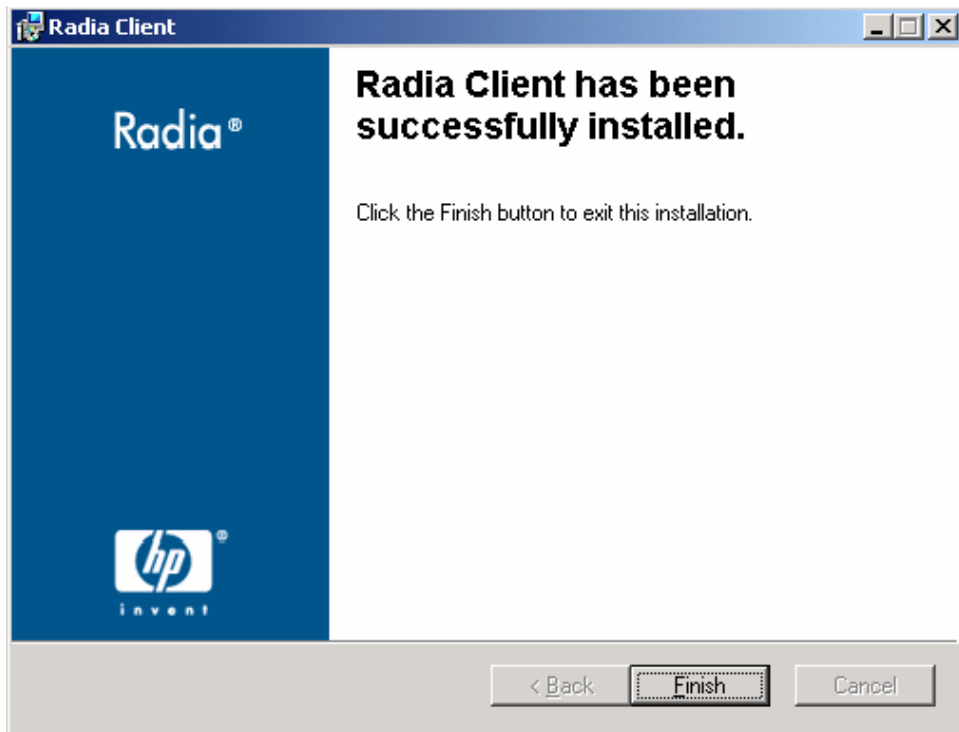 Radia Client
Radia®
Radia Client has been
successfully installed.
Click the Finish button to exit this installation.
hp®
invent
< Back
Finish
Cancel